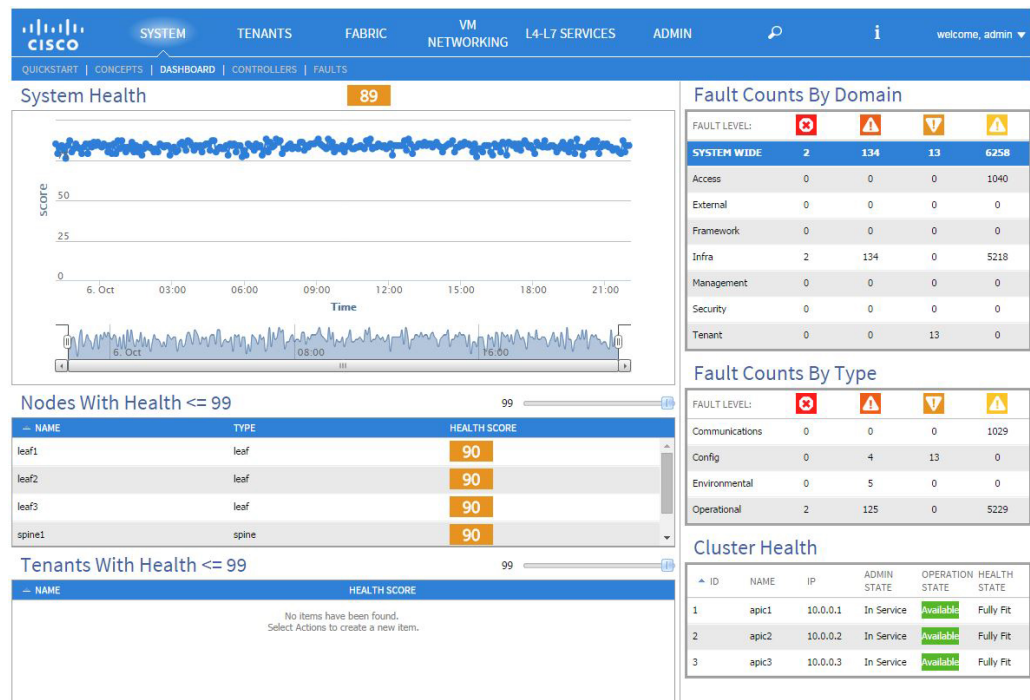 CISCO
SYSTEM TENANTS FABRIC VM NETWORKING L4-L7 SERVICES ADMIN i welcome, admin
QUICKSTART | CONCEPTS | DASHBOARD | CONTROLLERS | FAULTS
System Health 89
score
50
25
0
6. Oct 03:00 06:00 09:00 12:00 15:00 18:00 21:00
Time
6. Oct 08:00 16:00
Nodes With Health <= 99 99
NAME TYPE HEALTH SCORE
leaf1 leaf 90
leaf2 leaf 90
leaf3 leaf 90
spine1 spine 90
Tenants With Health <= 99 99
NAME HEALTH SCORE
No items have been found.
Select Actions to create a new item.
Fault Counts By Domain
FAULT LEVEL:
SYSTEM WIDE 2 134 13 6258
Access 0 0 0 1040
External 0 0 0 0
Framework 0 0 0 0
Infra 2 134 0 5218
Management 0 0 0 0
Security 0 0 0 0
Tenant 0 0 13 0
Fault Counts By Type
FAULT LEVEL:
Communications 0 0 0 1029
Config 0 4 13 0
Environmental 0 5 0 0
Operational 2 125 0 5229
Cluster Health
ID NAME IP ADMIN STATE OPERATION STATE HEALTH STATE
1 apic1 10.0.0.1 In Service Available Fully Fit
2 apic2 10.0.0.2 In Service Available Fully Fit
3 apic3 10.0.0.3 In Service Available Fully Fit